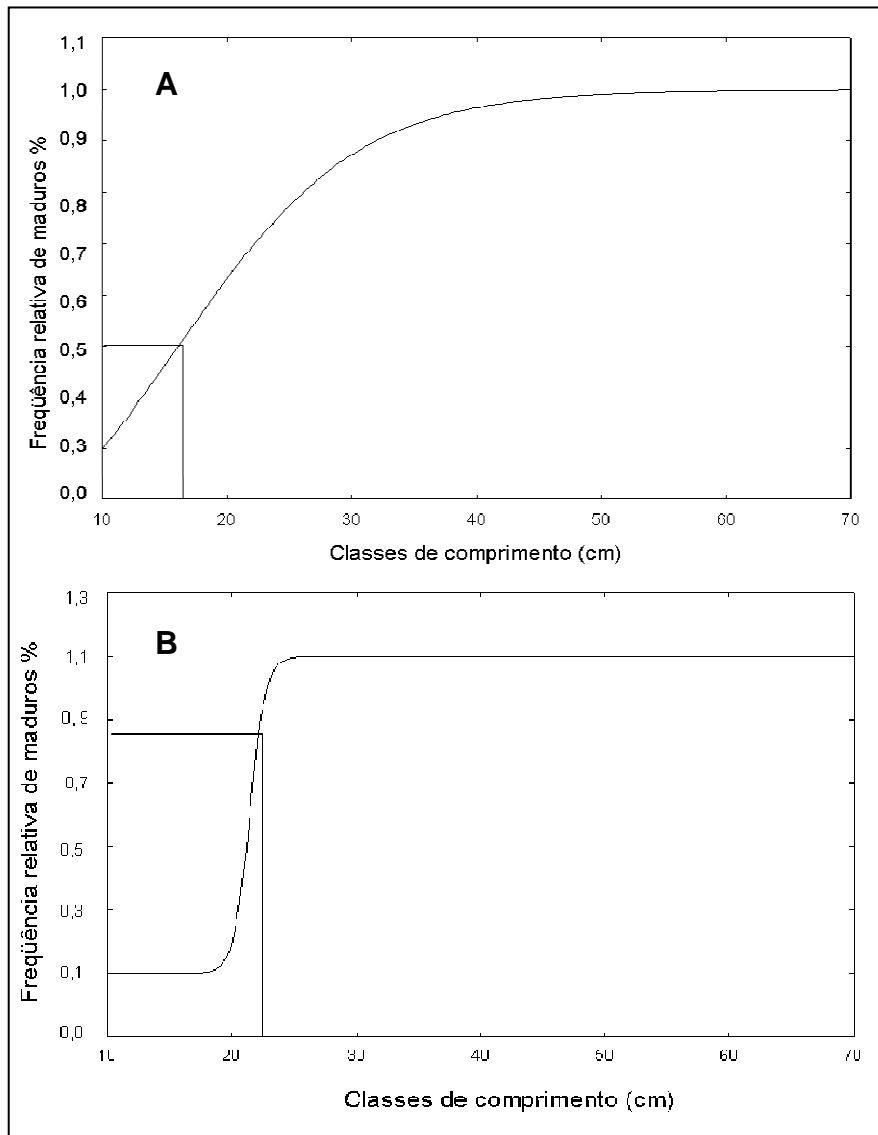 A
Freqüência relativa de maduros %
1,1
1,0
0,9
0,8
0,7
0,6
0,5
0,4
0,3
0,0
10 20 30 40 50 60 70
Classes de comprimento (cm)
B
Freqüência relativa de maduros %
1,3
1,1
0,9
0,7
0,5
0,3
0,1
0,0
10 20 30 40 50 60 70
Classes de comprimento (cm)